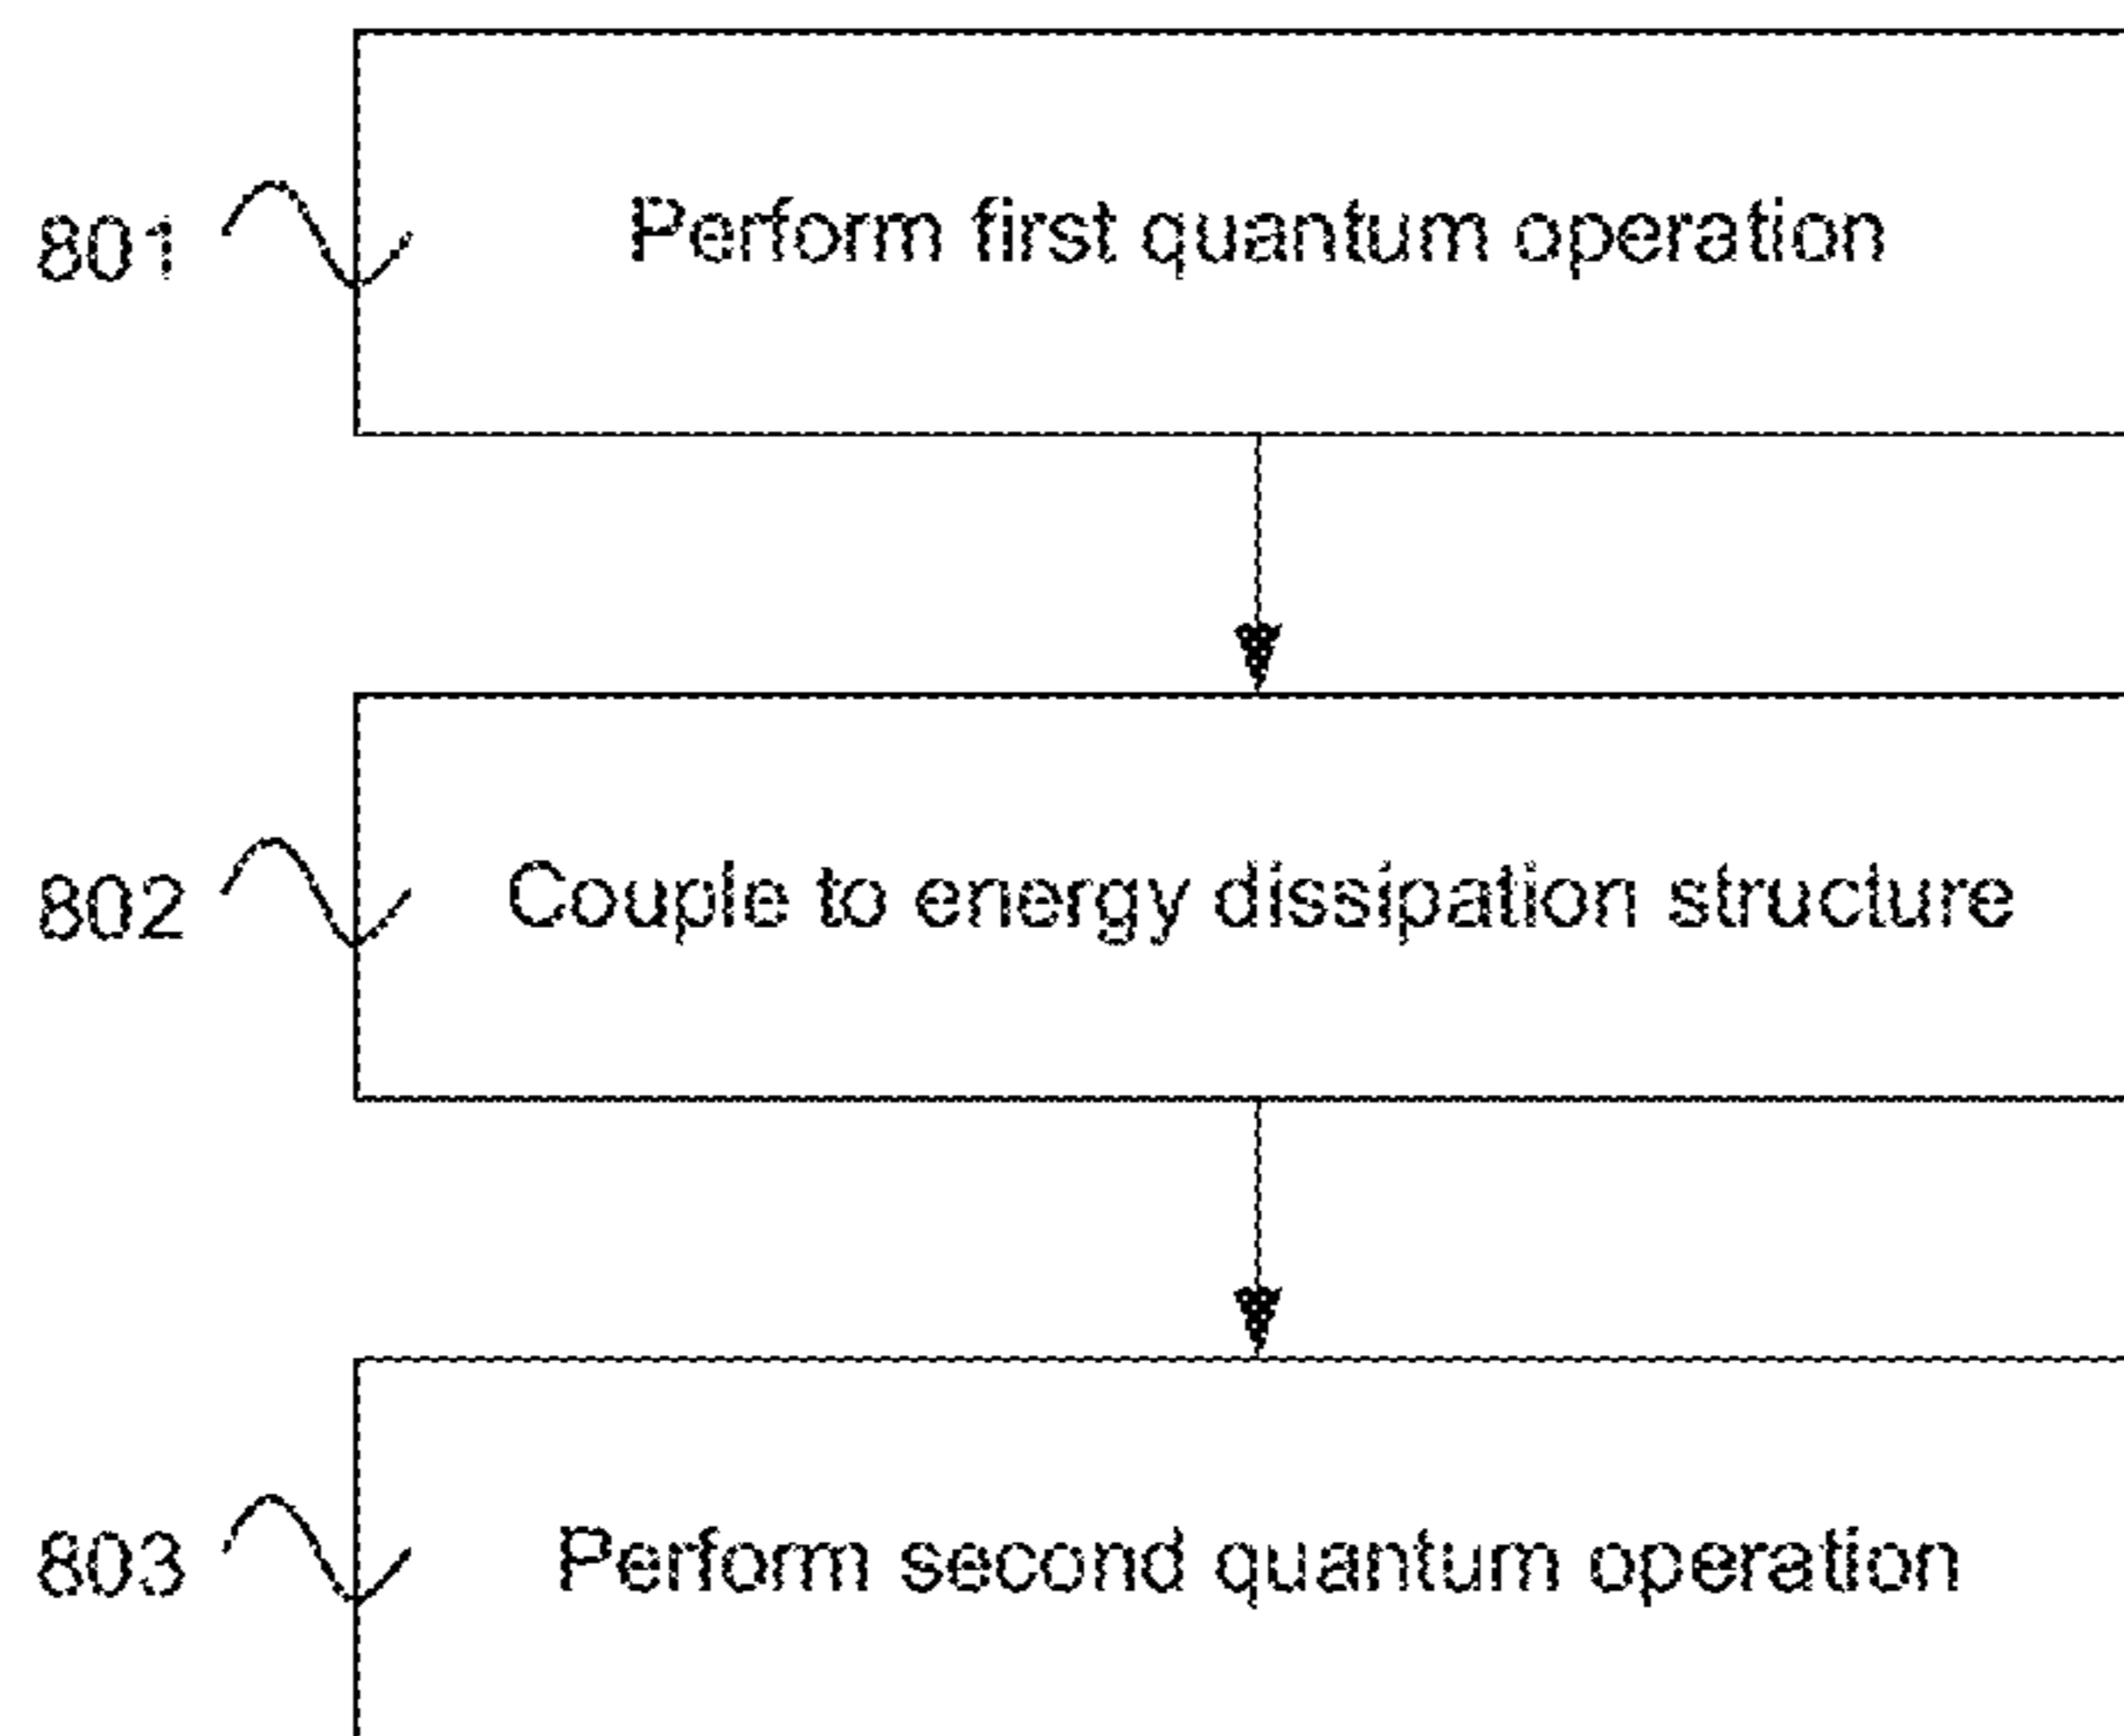 801 Perform first quantum operation
802 Couple to energy dissipation structure
803 Perform second quantum operation